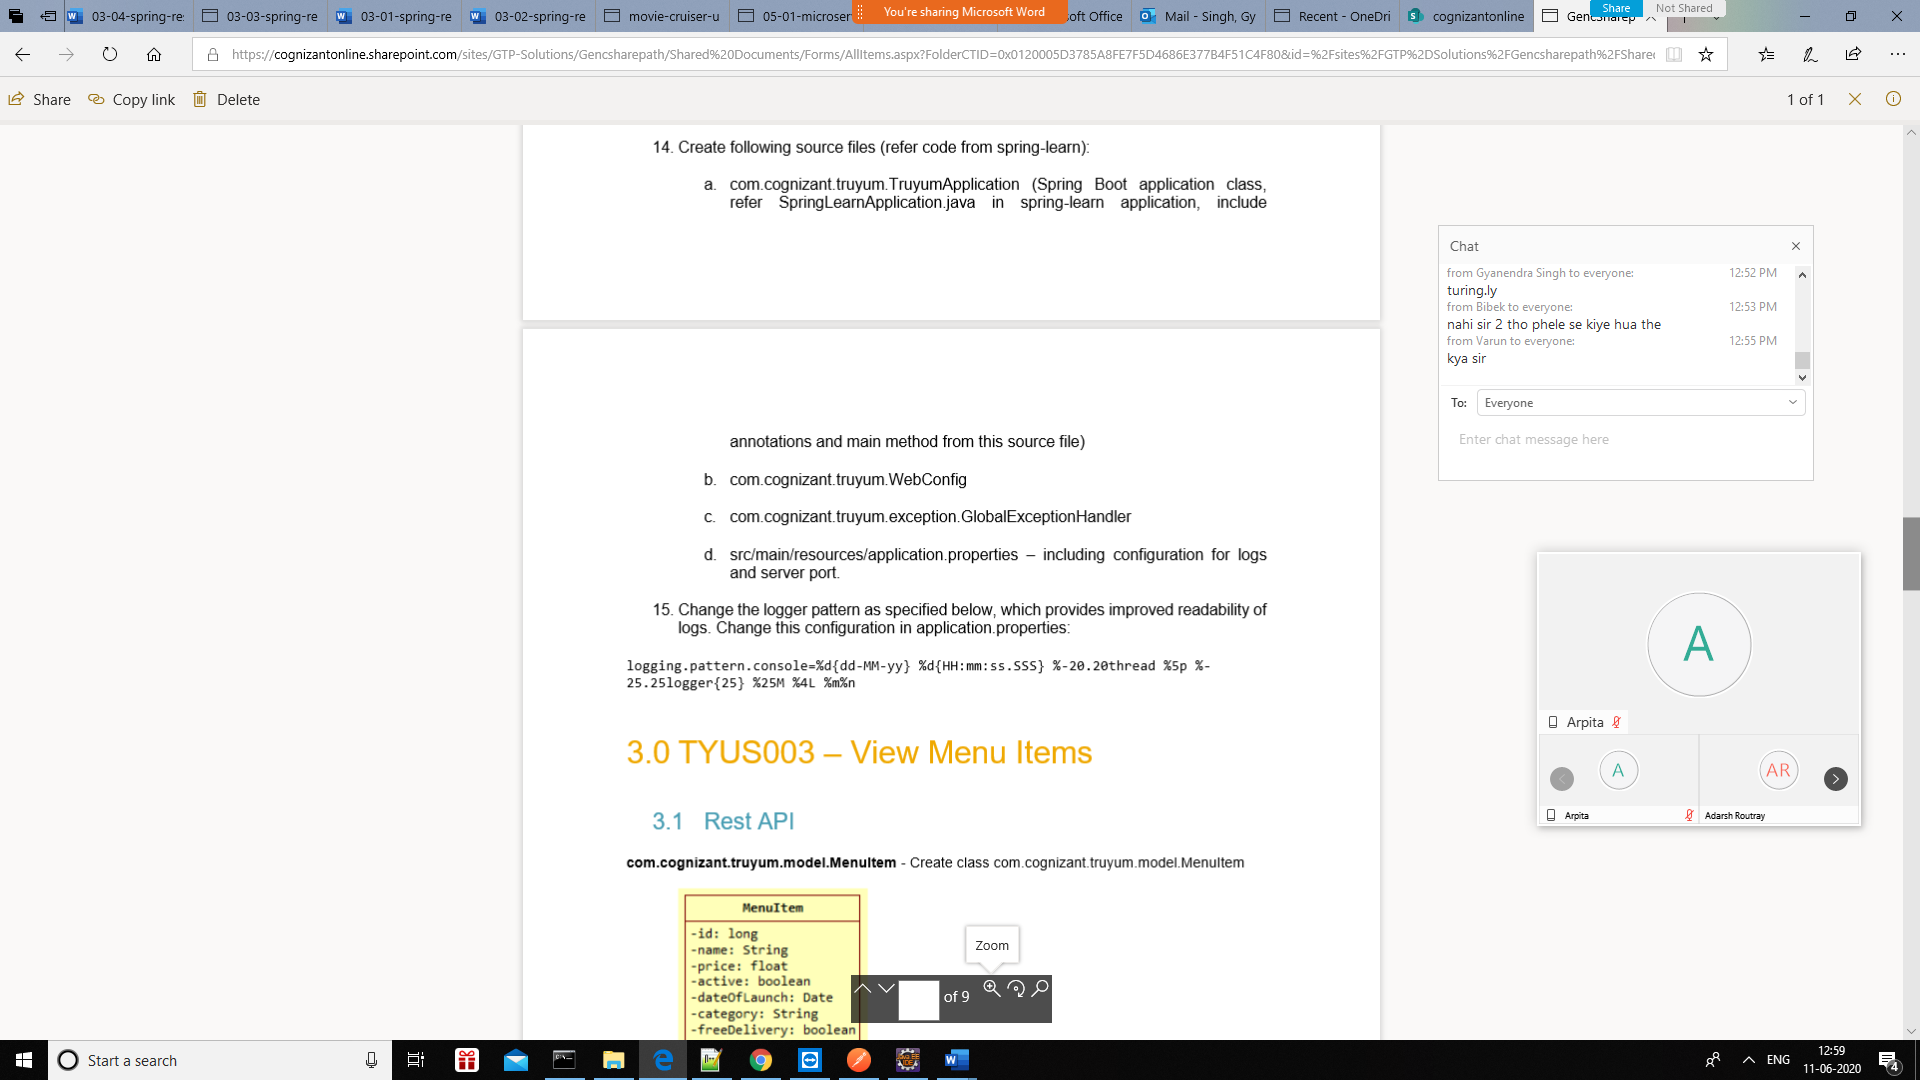 03-04-spring-re
03-03-spring-re
03-01-spring-re
03-02-spring-re
movie-cruiser-u
05-01-microser
You're sharing Microsoft Word
oft Office
Mail - Singh, Gy
Recent - OneDri
cognizantonline
Share
Not Shared
https://cognizantonline.sharepoint.com/sites/GTP-Solutions/Gencsharepath/Shared%20Documents/Forms/AllItems.aspx?FolderCTID=0x0120005D3785A8FE7F5D4686E377B4F51C4F80&id=%2Fsites%2FGTP%2DSolutions%2FGencsharepath%2FShare
Share
Copy link
Delete
1 of 1
14. Create following source files (refer code from spring-learn):
a. com.cognizant.truyum.TruyumApplication (Spring Boot application class,
refer SpringLearnApplication.java in spring-learn application, include
annotations and main method from this source file)
b. com.cognizant.truyum.WebConfig
c. com.cognizant.truyum.exception.GlobalExceptionHandler
d. src/main/resources/application.properties – including configuration for logs
and server port.
15. Change the logger pattern as specified below, which provides improved readability of
logs. Change this configuration in application.properties:
logging.pattern.console=%d{dd-MM-yy} %d{HH:mm:ss.SSS} %-20.20thread %5p %-
25.25logger{25} %25M %4L %m%n
3.0 TYUS003 – View Menu Items
3.1 Rest API
com.cognizant.truyum.model.MenuItem - Create class com.cognizant.truyum.model.MenuItem
MenuItem
-id: long
-name: String
-price: float
-active: boolean
-dateOfLaunch: Date
-category: String
-freeDelivery: boolean
Zoom
of 9
Chat
from Gyanendra Singh to everyone: 12:52 PM
turing.ly
from Bibek to everyone: 12:53 PM
nahi sir 2 tho phele se kiye hua the
from Varun to everyone: 12:55 PM
kya sir
To: Everyone
Enter chat message here
A
Arpita
A
AR
Arpita
Adarsh Routray
Start a search
ENG
12:59
11-06-2020
4